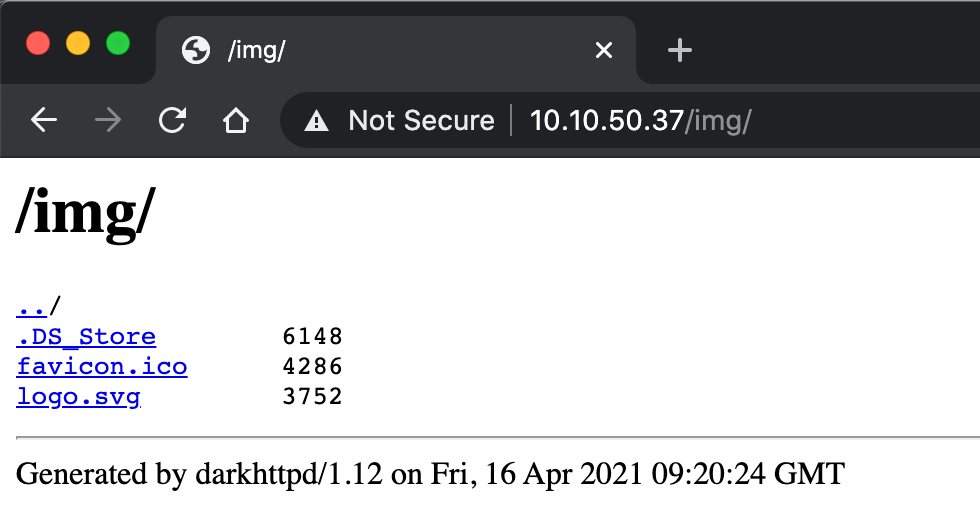 /img/
Not Secure 10.10.50.37/img/
/img/
../
.DS_Store 6148
favicon.ico 4286
logo.svg 3752
Generated by darkhttpd/1.12 on Fri, 16 Apr 2021 09:20:24 GMT